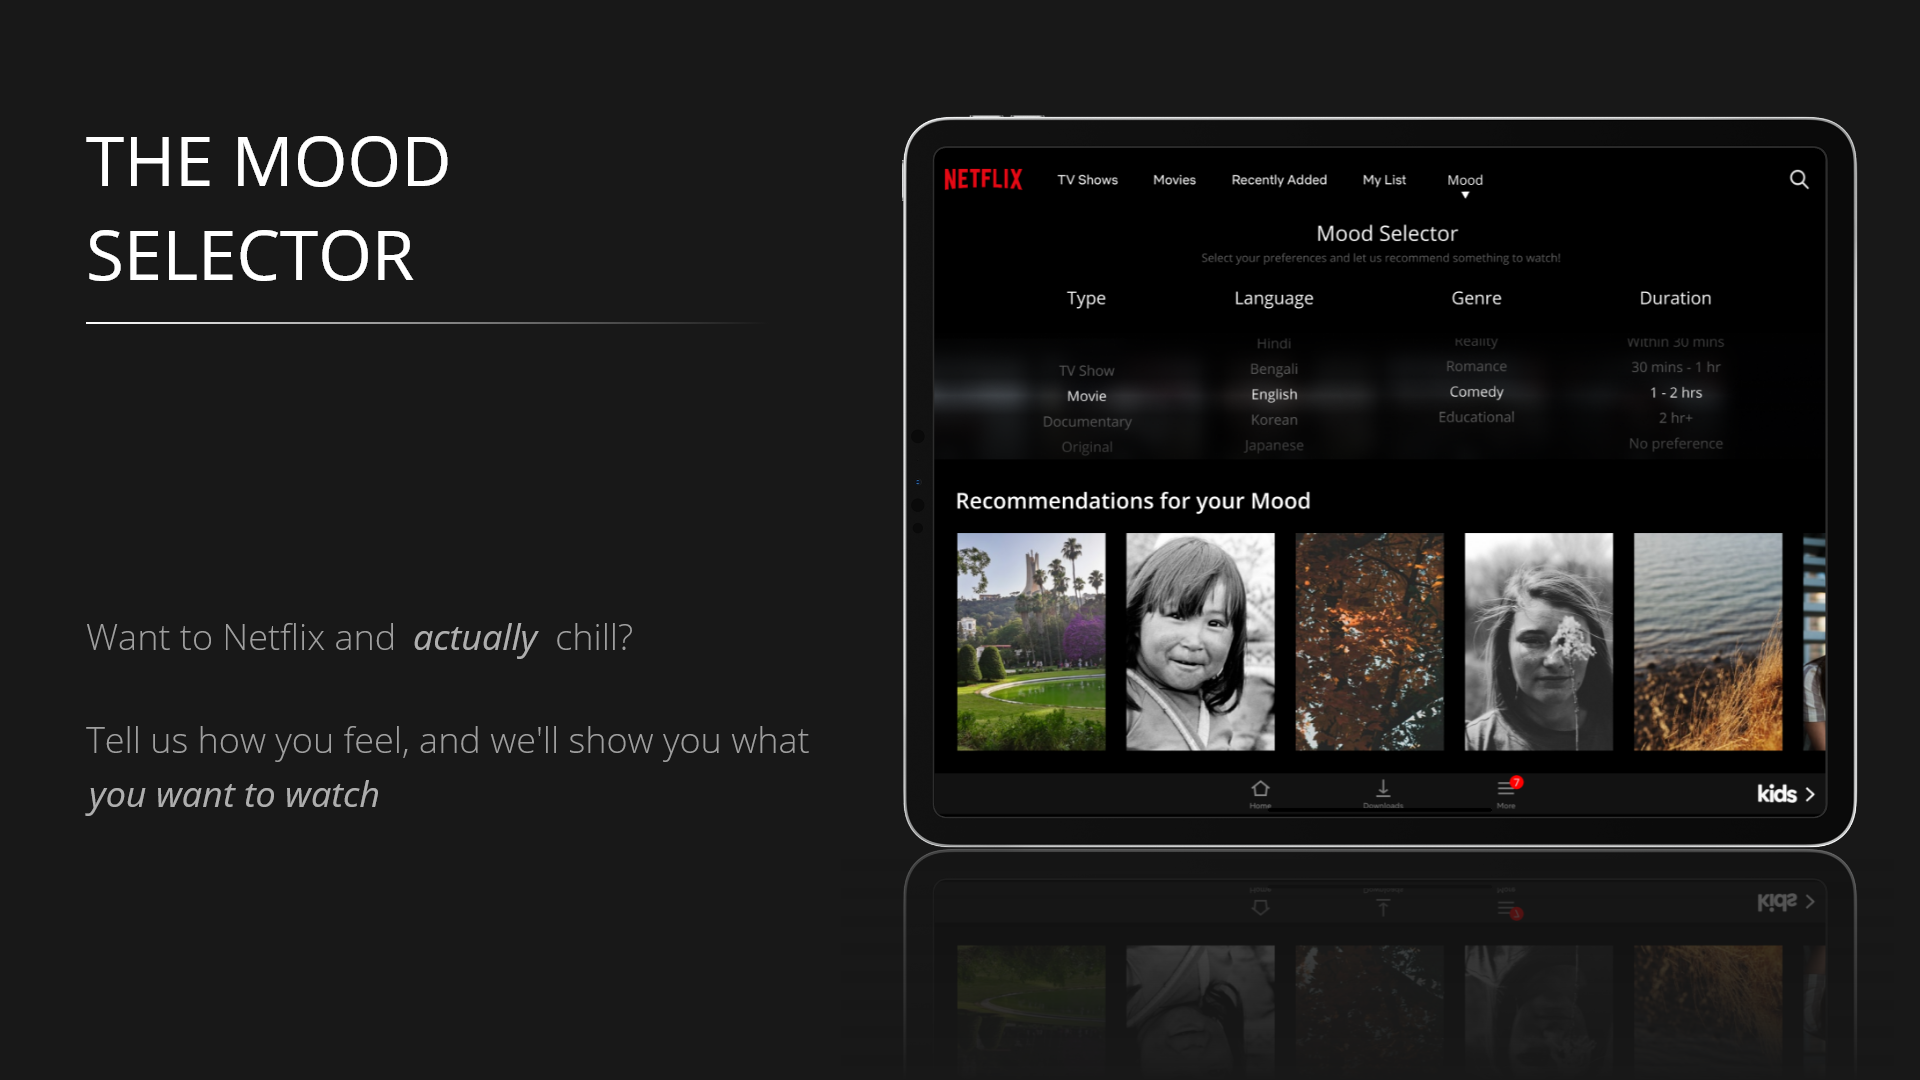 THE MOOD
SELECTOR
Want to Netflix and actually chill?
Tell us how you feel, and we'll show you what
you want to watch
NETFLIX TV Shows Movies Recently Added My List Mood
Mood Selector
Select your preferences and let us recommend something to watch!
Type Language Genre Duration
Hindi Reality Within 30 mins
TV Show Bengali Romance 30 mins - 1 hr
Movie English Comedy 1 - 2 hrs
Documentary Korean Educational 2 hr+
Original Japanese No preference
Recommendations for your Mood
7
Home Downloads More kids